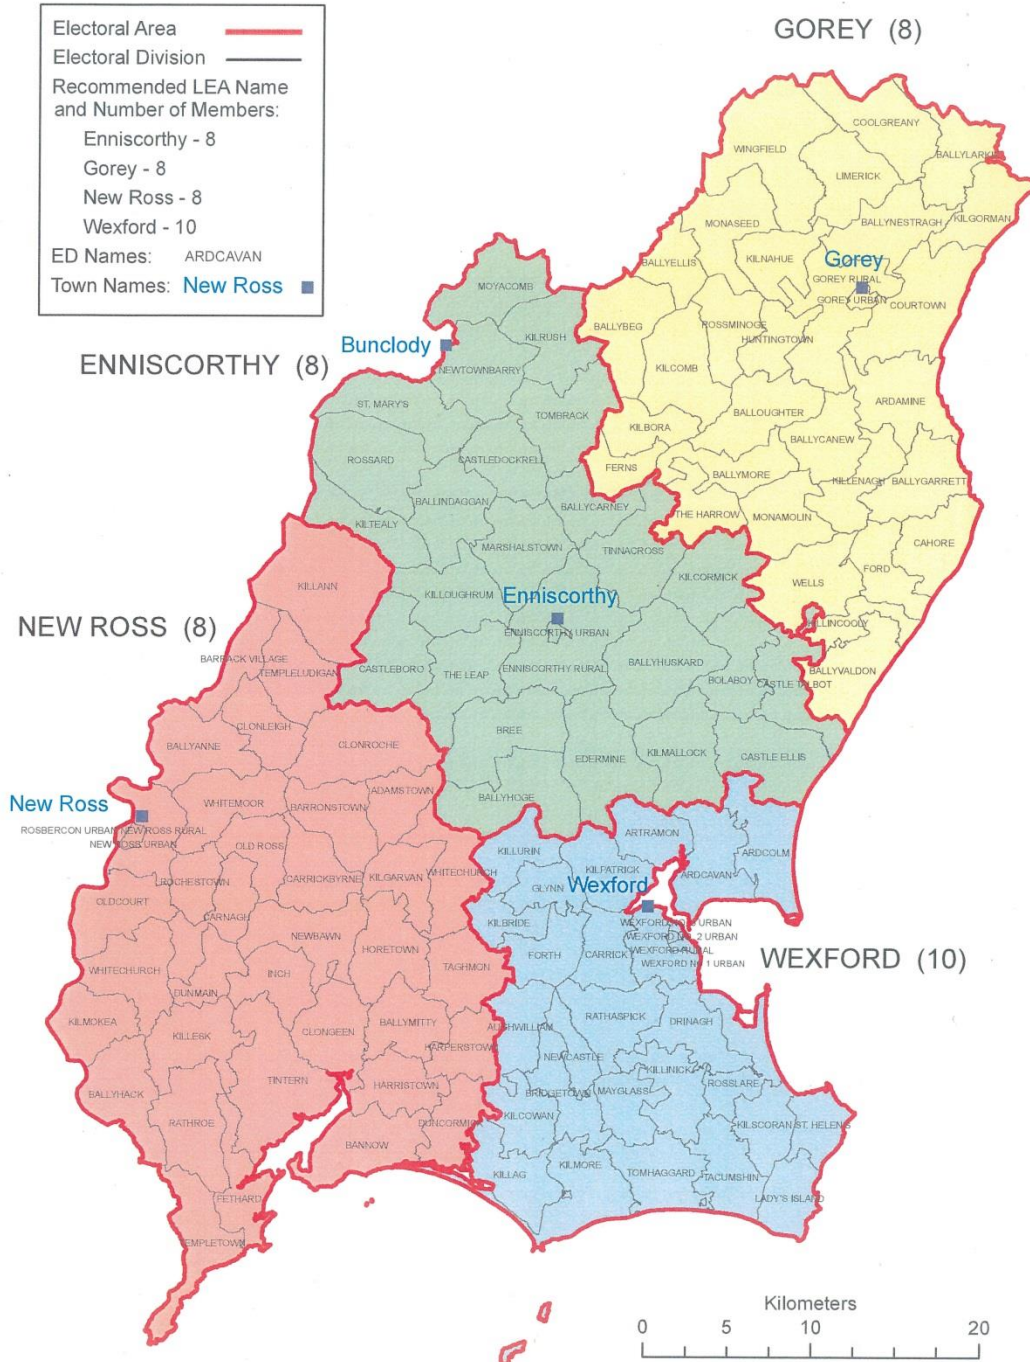 Electoral Area
Electoral Division
Recommended LEA Name
and Number of Members:
Enniscorthy - 8
Gorey - 8
New Ross - 8
Wexford - 10
ED Names: ARDCAVAN
Town Names: New Ross
GOREY (8)
COOLGREANY
WINGFIELD
BALLYLARKIN
LIMERICK
MONASEED
BALLYNESTRAGH
KILGORMAN
BALLYELLIS
KILNAHUE
Gorey
GOREY RURAL
GOREY URBAN
COURTOWN
BALLYBEG
ROSSMINOGE
HUNTINGTOWN
KILCOMB
ARDAMINE
BALLOUGHTER
KILBORA
BALLYCANEW
FERNS
BALLYMORE
KILLENAGH
BALLYGARRETT
THE HARROW
MONAMOLIN
CAHORE
FORD
WELLS
KILLINCOOLY
BALLYVALDON
ENNISCORTHY (8)
MOYACOMB
Bunclody
KILRUSH
NEWTOWNBARRY
ST. MARY'S
TOMBRACK
ROSSARD
CASTLEDOCKRELL
BALLINDAGGAN
BALLYCARNEY
KILTEALY
MARSHALSTOWN
TINNACROSS
KILCORMICK
KILLOUGHRUM
Enniscorthy
ENNISCORTHY URBAN
CASTLEBORO
THE LEAP
ENNISCORTHY RURAL
BALLYHUSKARD
BOLABOY
CASTLE TALBOT
BREE
EDERMINE
KILMALLOCK
CASTLE ELLIS
BALLYHOGE
NEW ROSS (8)
KILLANN
BARRACK VILLAGE
TEMPLELUDIGAN
CLONLEIGH
BALLYANNE
CLONROCHE
ADAMSTOWN
New Ross
WHITEMOOR
BARRONSTOWN
ROSBERCON URBAN
NEW ROSS RURAL
NEW ROSS URBAN
OLD ROSS
ROCHESTOWN
CARRICKBYRNE
KILGARVAN
WHITECHURCH
OLDCOURT
CARNAGH
NEWBAWN
HORETOWN
WHITECHURCH
INCH
TAGHMON
DUNMAIN
KILMOKEA
KILLESK
CLONGEEN
BALLYMITTY
HARPERSTOWN
BALLYHACK
TINTERN
HARRISTOWN
RATHROE
DUNCORMICK
BANNOW
FETHARD
TEMPLETOWN
WEXFORD (10)
ARTRAMON
KILLURIN
ARDCOLM
KILPATRICK
GLYNN
Wexford
ARDCAVAN
KILBRIDE
WEXFORD NO. 3 URBAN
WEXFORD NO. 2 URBAN
FORTH
CARRICK
WEXFORD RURAL
WEXFORD No. 1 URBAN
RATHASPICK
DRINAGH
AUGHWILLIAM
NEWCASTLE
KILLINICK
BRIDGETOWN
MAYGLASS
ROSSLARE
KILCOWAN
KILSCORAN
ST. HELEN'S
KILLAG
KILMORE
TOMHAGGARD
TACUMSHIN
LADY'S ISLAND
Kilometers
0 5 10 20